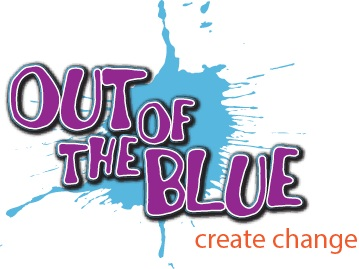 OUT OF
THE BLUE
create change